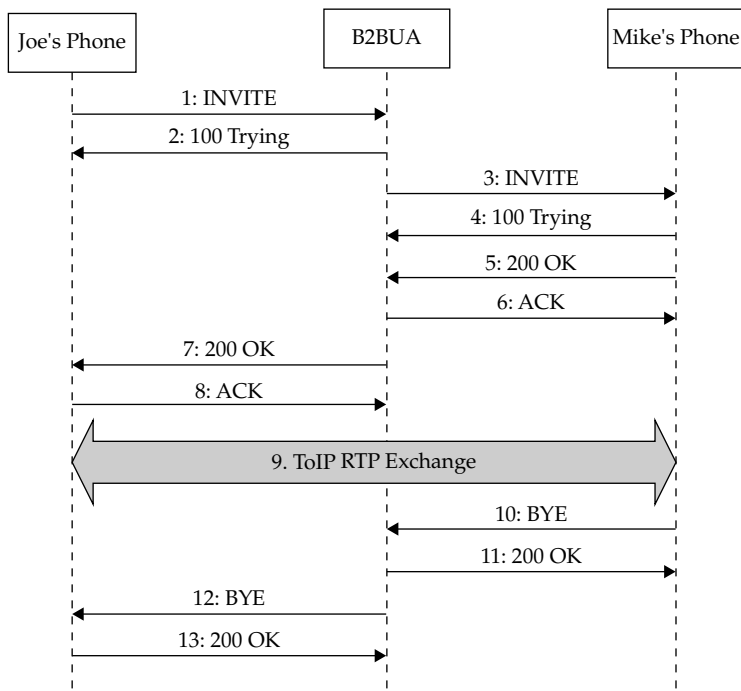 Joe's Phone
B2BUA
Mike's Phone
1: INVITE
2: 100 Trying
3: INVITE
4: 100 Trying
5: 200 OK
6: ACK
7: 200 OK
8: ACK
9. ToIP RTP Exchange
10: BYE
11: 200 OK
12: BYE
13: 200 OK